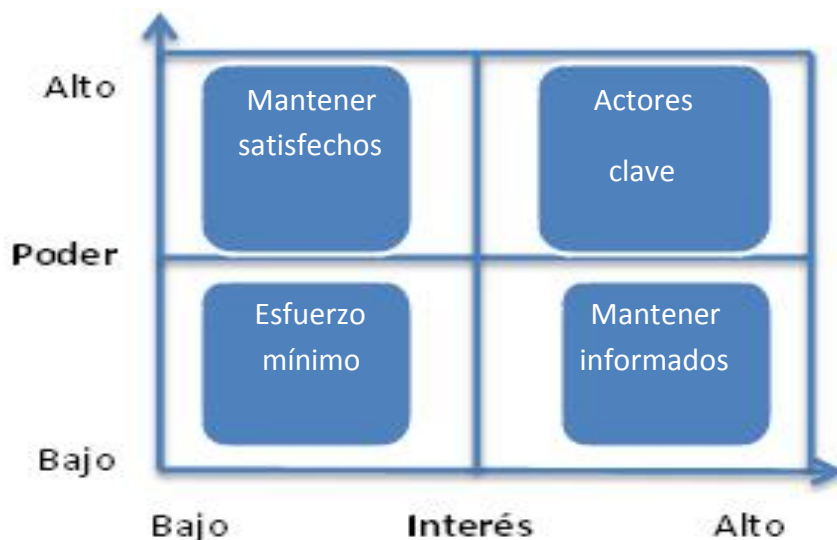 Alto
Mantener
satisfechos
Actores
clave
Poder
Esfuerzo
mínimo
Mantener
informados
Bajo
Bajo
Interés
Alto